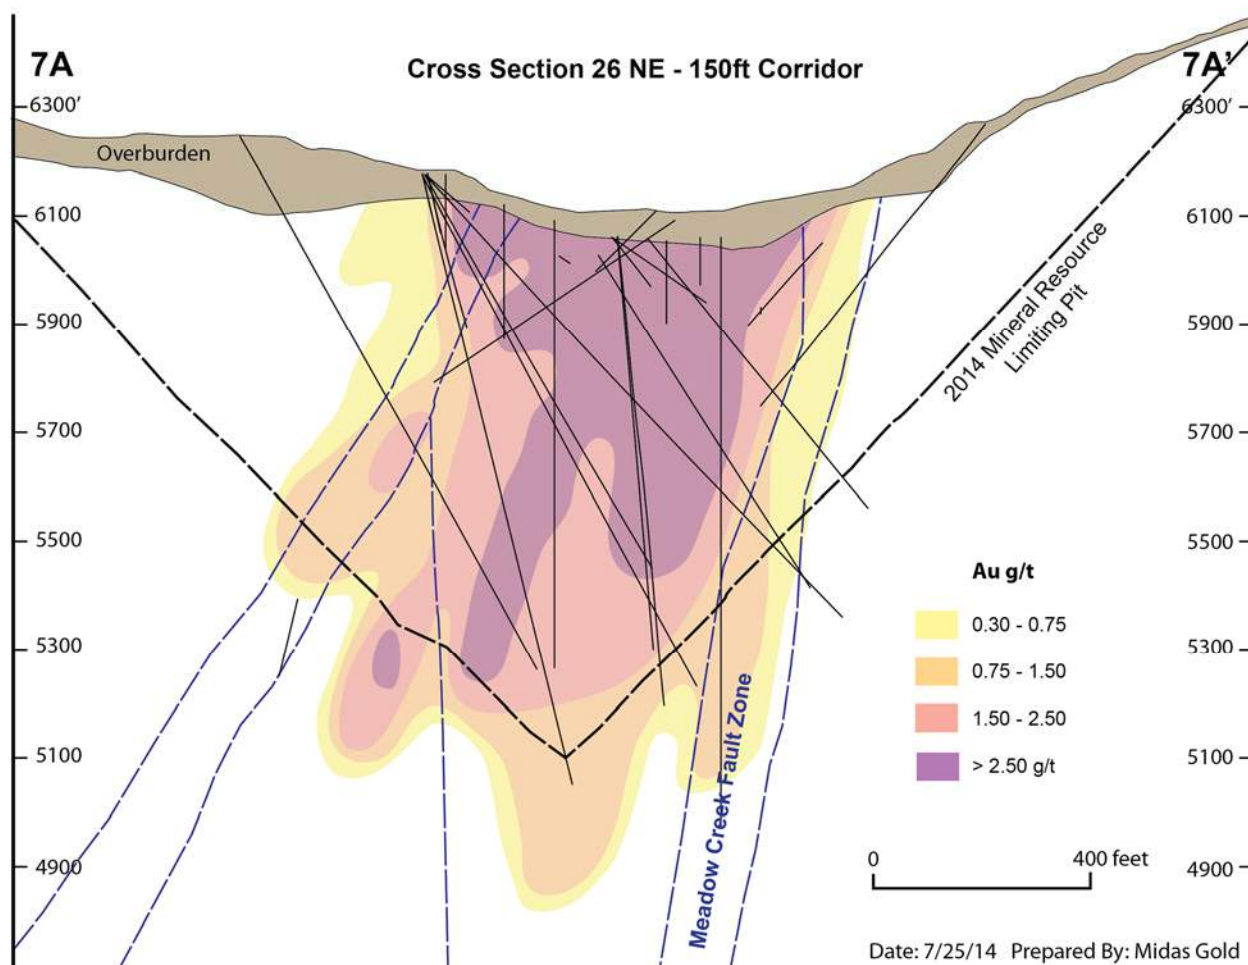 7A
Cross Section 26 NE - 150ft Corridor
7A'
6300'
6300'
Overburden
6100
6100
2014 Mineral Resource
Limiting Pit
5900
5900
5700
5700
5500
5500
Au g/t
0.30 - 0.75
5300
5300
0.75 - 1.50
1.50 - 2.50
Meadow Creek Fault Zone
5100
5100
> 2.50 g/t
4900
4900
0
400 feet
Date: 7/25/14 Prepared By: Midas Gold